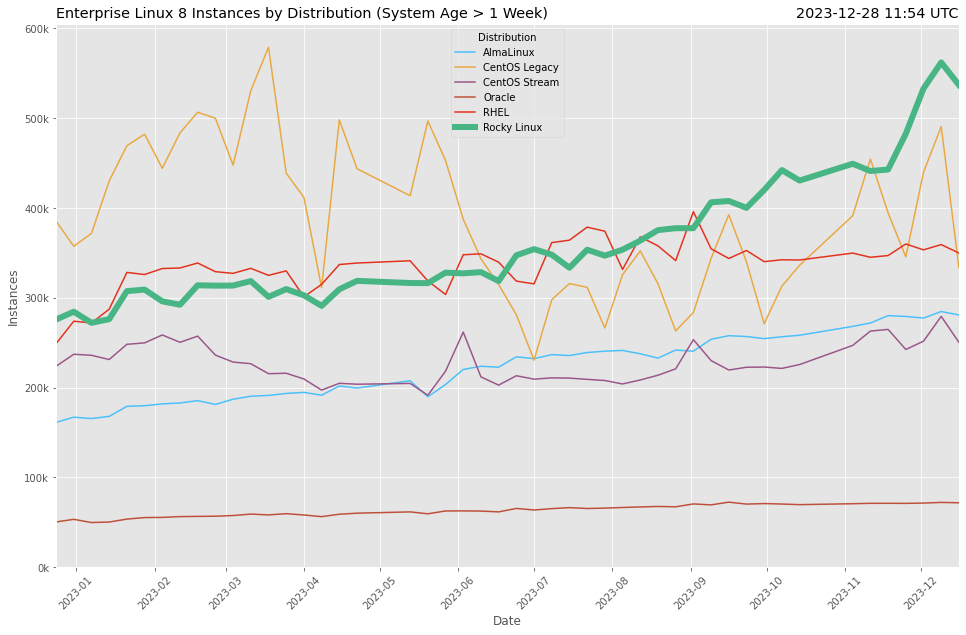 Enterprise Linux 8 Instances by Distribution (System Age > 1 Week)
2023-12-28 11:54 UTC
Distribution
AlmaLinux
CentOS Legacy
CentOS Stream
Oracle
RHEL
Rocky Linux
600k
500k
400k
300k
200k
100k
0k
Instances
2023-01
2023-02
2023-03
2023-04
2023-05
2023-06
2023-07
2023-08
2023-09
2023-10
2023-11
2023-12
Date